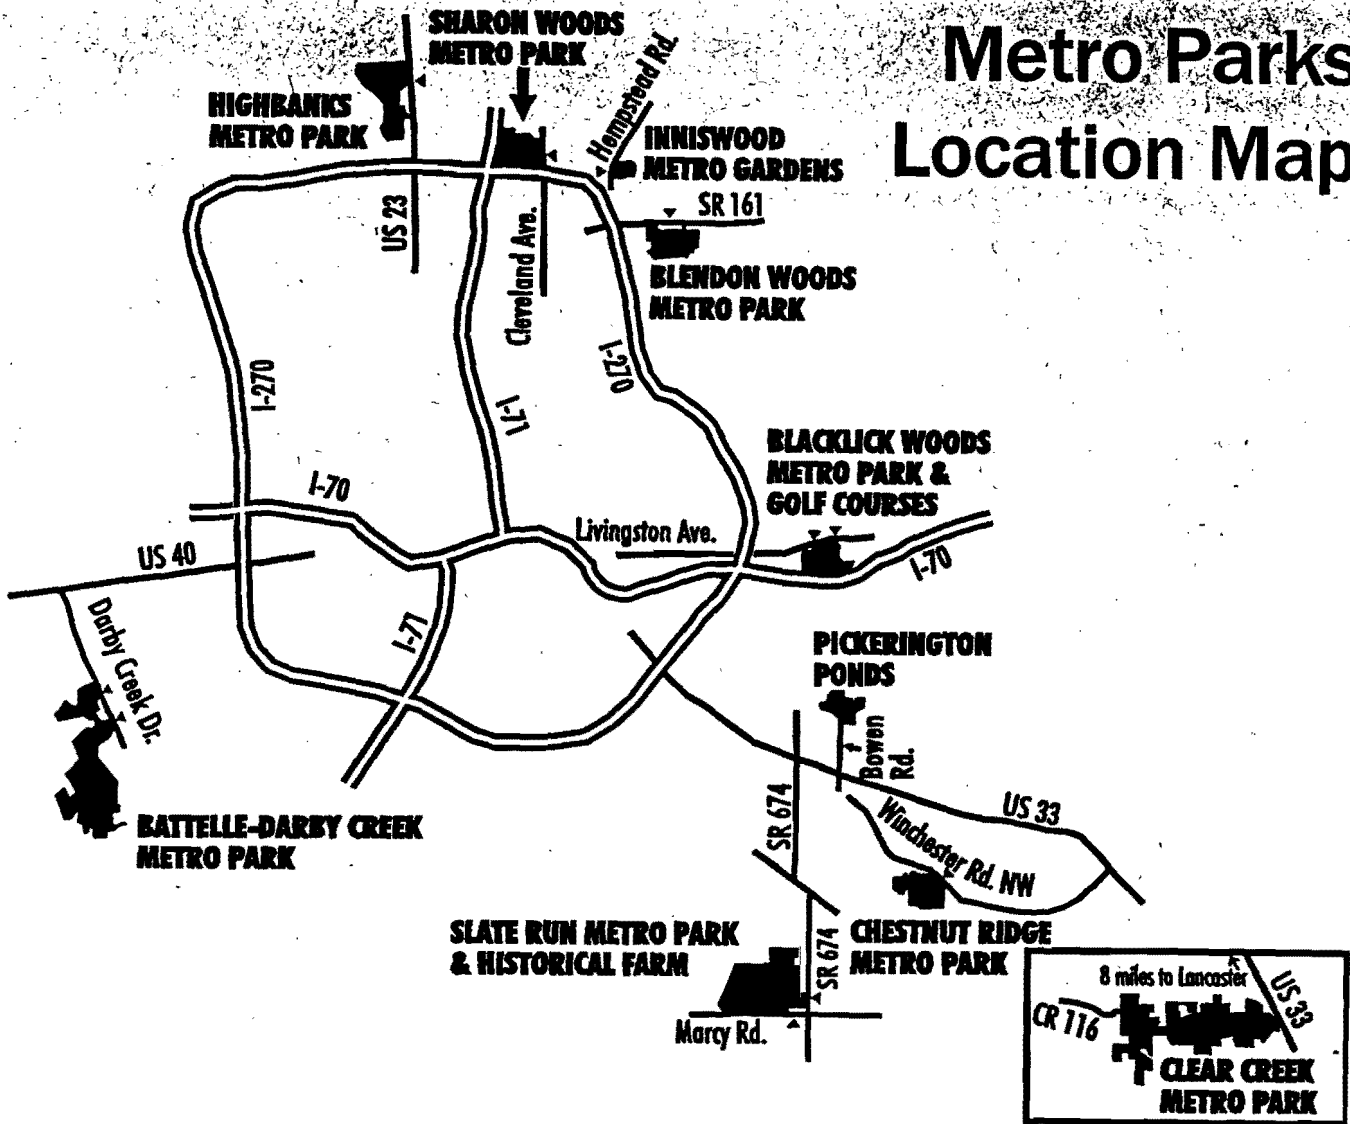 Metro Parks
Location Map
SHARON WOODS
METRO PARK
HIGHBANKS
METRO PARK
Hempstead Rd.
INNISWOOD
METRO GARDENS
SR 161
US 23
Cleveland Ave.
BLENDON WOODS
METRO PARK
I-270
I-270
I-71
BLACKLICK WOODS
METRO PARK &
GOLF COURSES
I-70
Livingston Ave.
US 40
I-70
Darby Creek Dr.
I-71
PICKERINGTON
PONDS
Bowen
Rd.
SR 674
US 33
Winchester Rd. NW
BATTELLE-DARBY CREEK
METRO PARK
SLATE RUN METRO PARK
& HISTORICAL FARM
SR 674
CHESTNUT RIDGE
METRO PARK
Marcy Rd.
8 miles to Lancaster
US 33
CR 116
CLEAR CREEK
METRO PARK